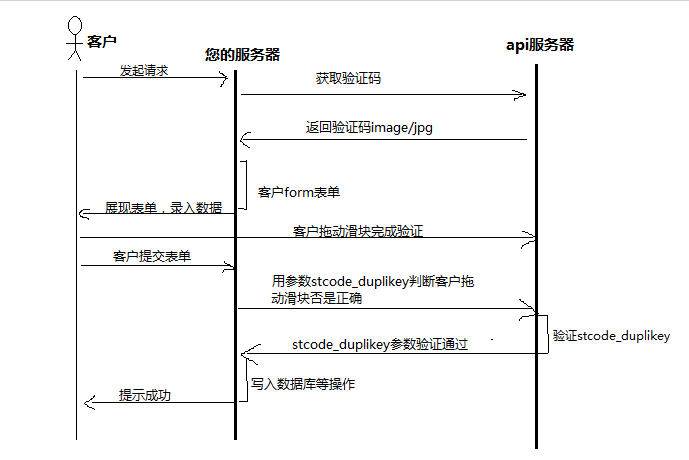 客户
您的服务器
api服务器
发起请求
获取验证码
返回验证码image/jpg
客户form表单
展现表单，录入数据
客户拖动滑块完成验证
客户提交表单
用参数stcode_duplikey判断客户拖
动滑块否是正确
验证stcode_duplikey
stcode_duplikey参数验证通过
写入数据库等操作
提示成功